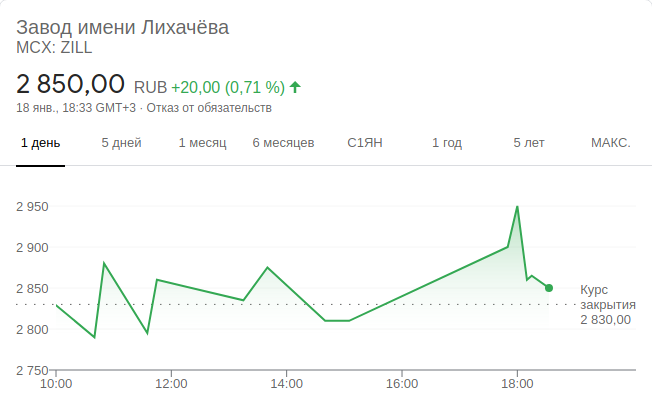 Завод имени Лихачёва
MCX: ZILL
2 850,00 RUB +20,00 (0,71 %)
18 янв., 18:33 GMT+3 · Отказ от обязательств
1 день 5 дней 1 месяц 6 месяцев С1ЯН 1 год 5 лет МАКС.
2 950
2 900
2 850
2 800
2 750
Курс
закрытия
2 830,00
10:00 12:00 14:00 16:00 18:00